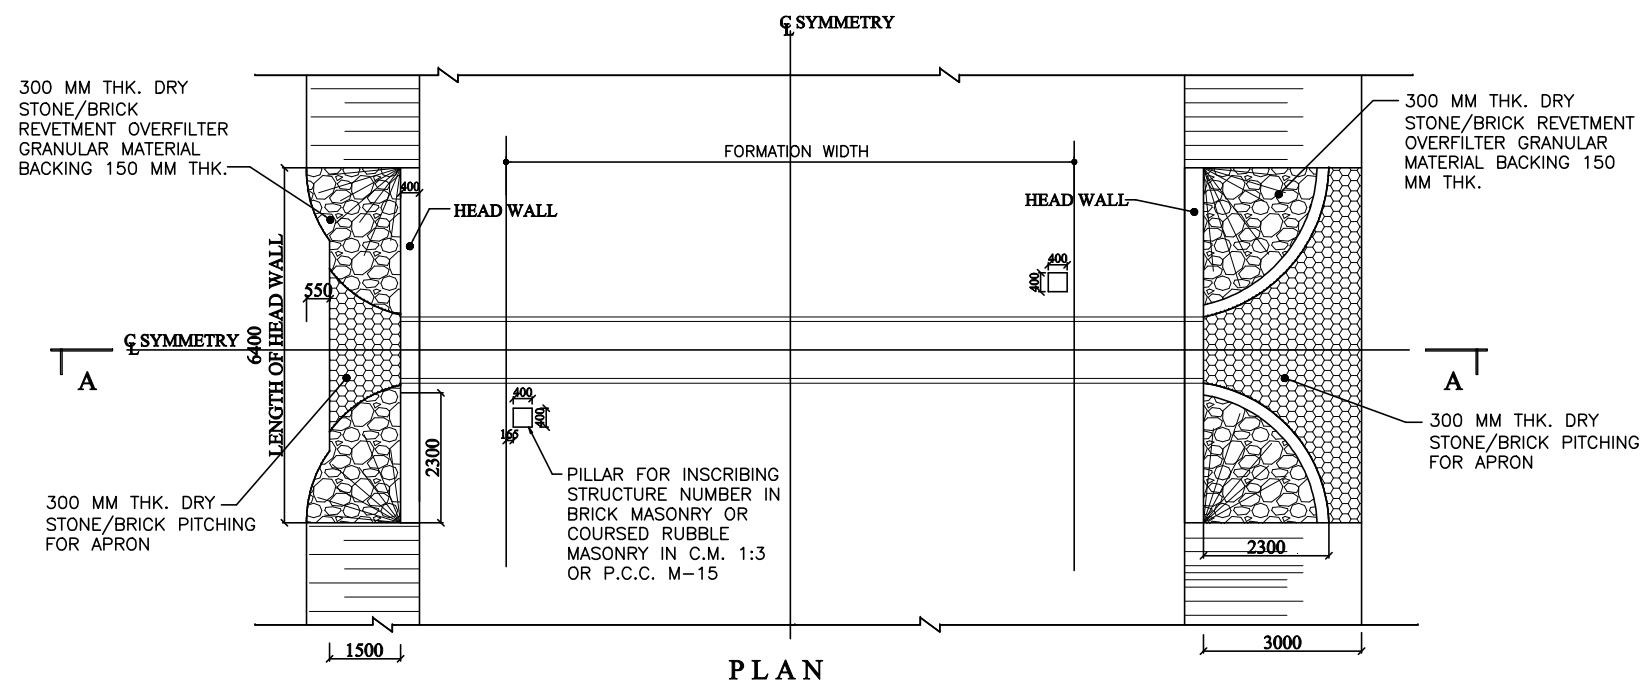 ℄ SYMMETRY
300 MM THK. DRY
STONE/BRICK
REVETMENT OVERFILTER
GRANULAR MATERIAL
BACKING 150 MM THK.
300 MM THK. DRY
STONE/BRICK REVETMENT
OVERFILTER GRANULAR
MATERIAL BACKING 150
MM THK.
FORMATION WIDTH
400
HEAD WALL
HEAD WALL
400
400
550
6400
LENGTH OF HEAD WALL
℄ SYMMETRY
A
A
400
400
165
2300
PILLAR FOR INSCRIBING
STRUCTURE NUMBER IN
BRICK MASONRY OR
COURSED RUBBLE
MASONRY IN C.M. 1:3
OR P.C.C. M-15
300 MM THK. DRY
STONE/BRICK PITCHING
FOR APRON
300 MM THK. DRY
STONE/BRICK PITCHING
FOR APRON
2300
1500
3000
PLAN